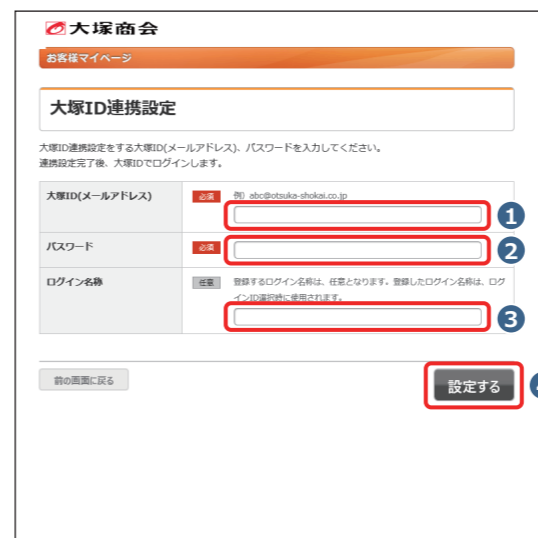 大塚商会
お客様マイページ
大塚ID連携設定
大塚ID連携設定をする大塚ID(メールアドレス)、パスワードを入力してください。
連携設定完了後、大塚IDでログインします。
大塚ID(メールアドレス) 必須 例) abc@otsuka-shokai.co.jp
1
パスワード 必須
2
ログイン名称 任意 登録するログイン名称は、任意となります。登録したログイン名称は、ログ
インID選択時に使用されます。
3
前の画面に戻る
設定する